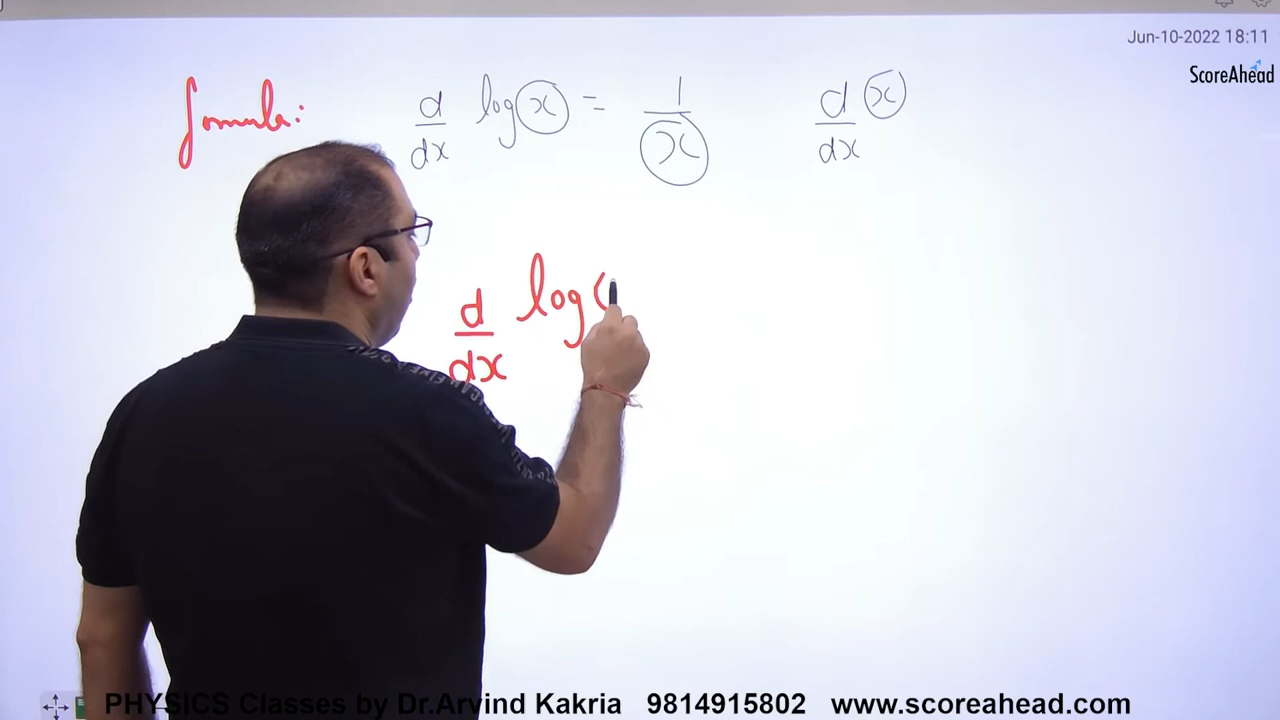 Jun-10-2022 18:11
ScoreAhead
formula: d/dx log(x) = 1/x d/dx (x)
d/dx log(
PHYSICS Classes by Dr.Arvind Kakria 9814915802 www.scoreahead.com